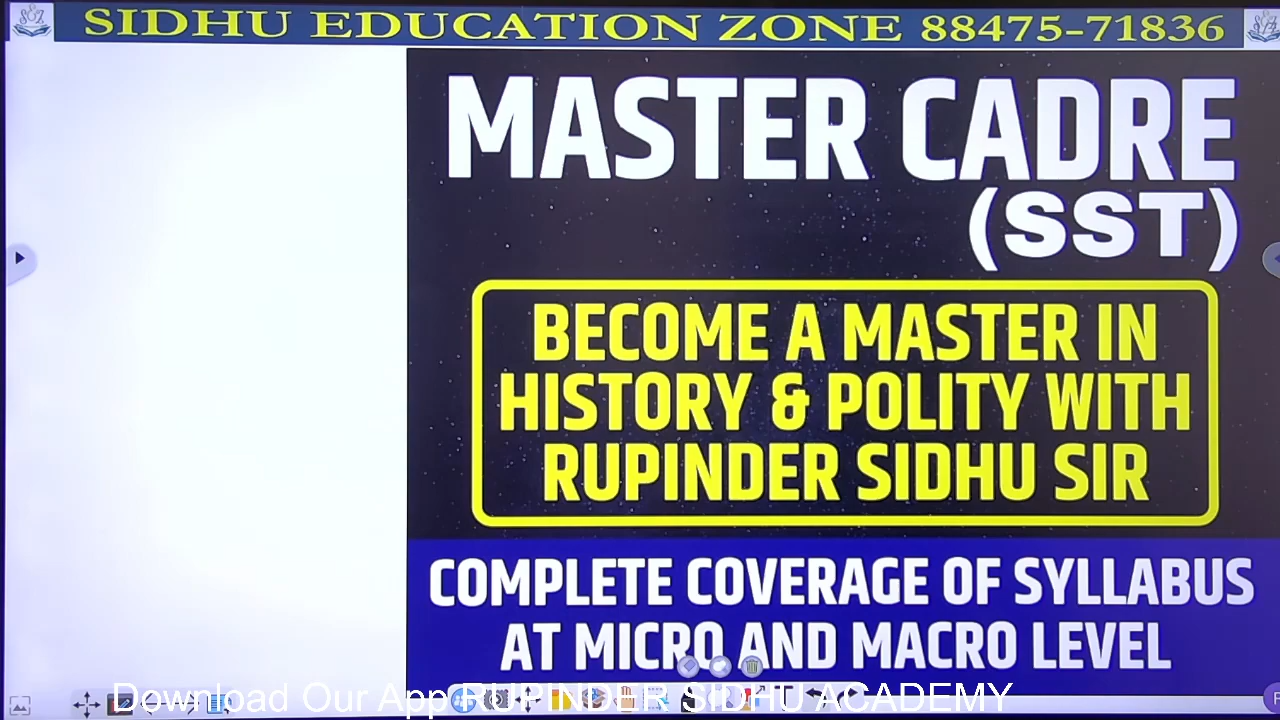 SIDHU EDUCATION ZONE 88475-71836
MASTER CADRE
(SST)
BECOME A MASTER IN
HISTORY & POLITY WITH
RUPINDER SIDHU SIR
COMPLETE COVERAGE OF SYLLABUS
AT MICRO AND MACRO LEVEL
Download Our App RUPINDER SIDHU ACADEMY